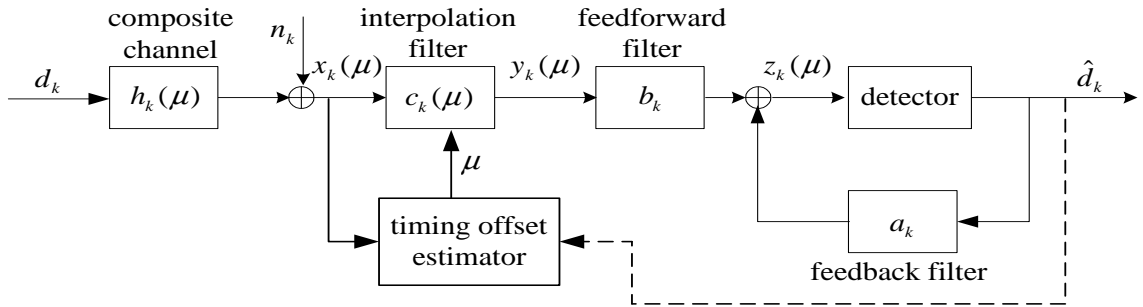 composite
channel
interpolation
filter
feedforward
filter
n_k
d_k
h_k(μ)
x_k(μ)
c_k(μ)
y_k(μ)
b_k
z_k(μ)
detector
d̂_k
μ
timing offset
estimator
a_k
feedback filter